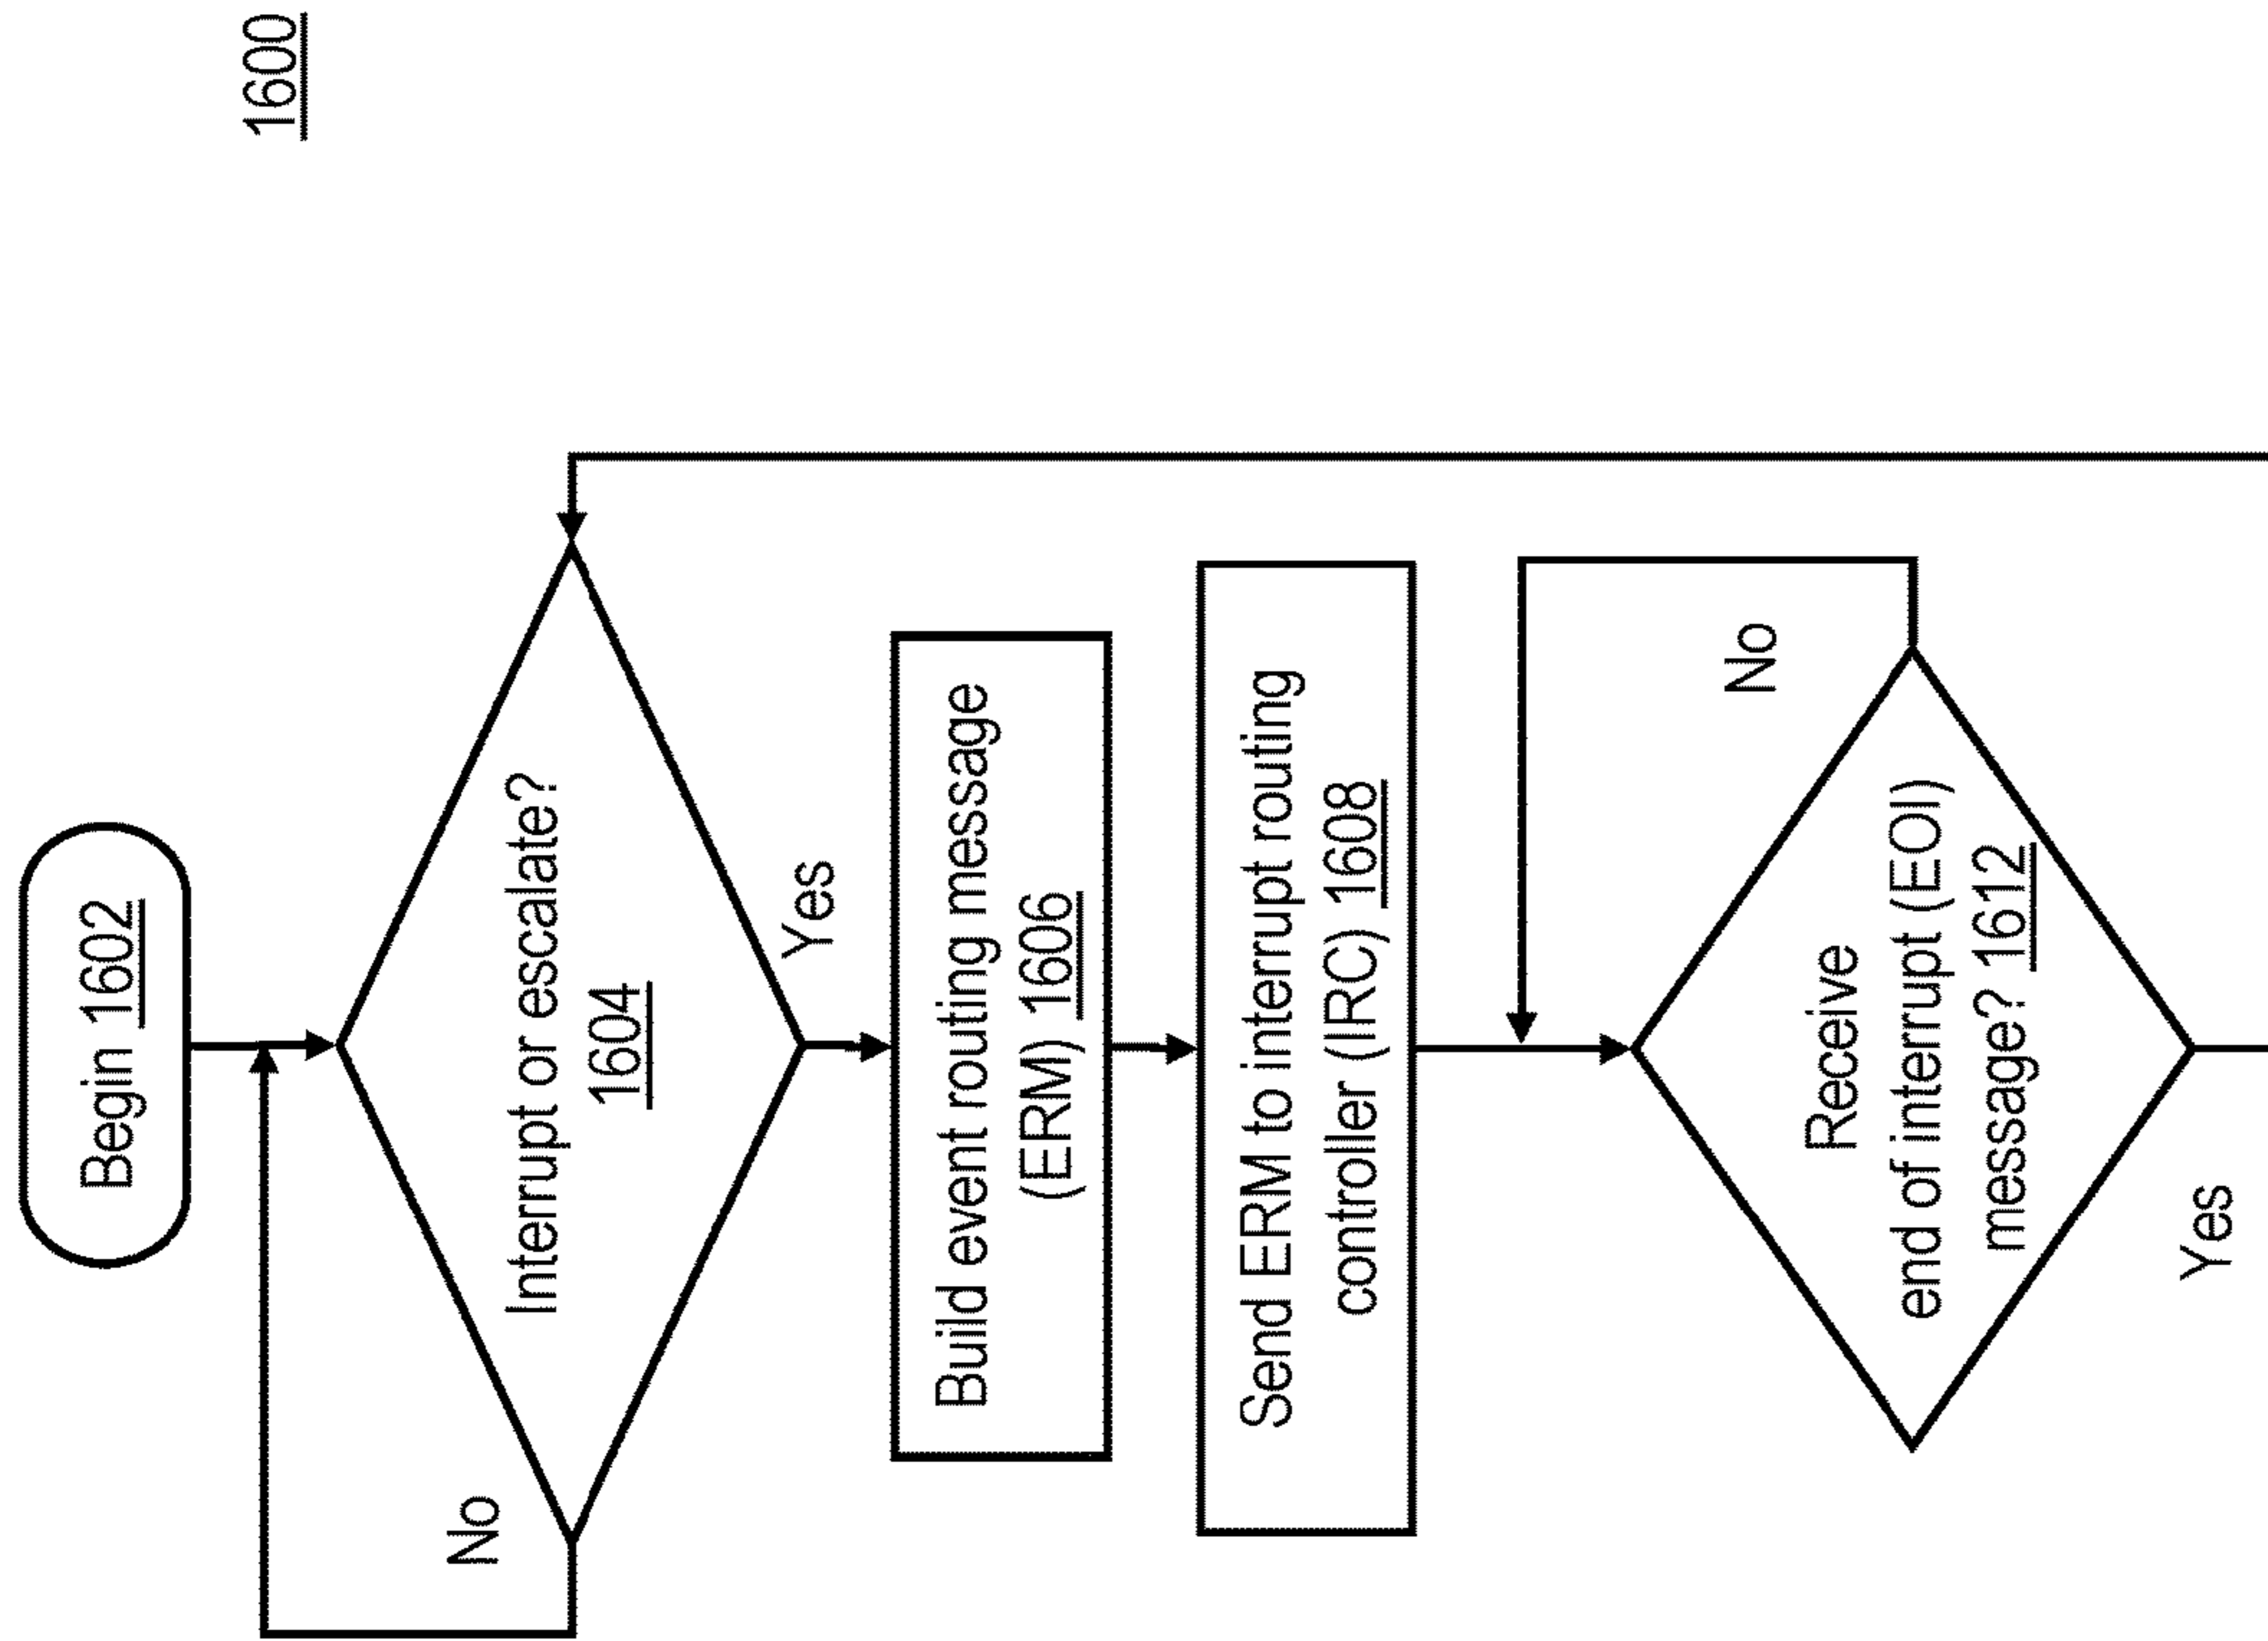 1600
Begin 1602
No
Interrupt or escalate?
1604
Yes
Build event routing message
(ERM) 1606
Send ERM to interrupt routing
controller (IRC) 1608
No
Receive
end of interrupt (EOI)
message? 1612
Yes